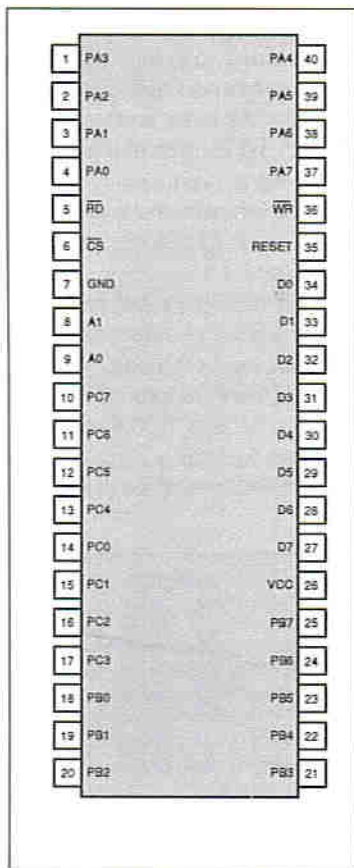 1 PA3 PA4 40
2 PA2 PA5 39
3 PA1 PA6 38
4 PA0 PA7 37
5 R̅D̅ W̅R̅ 36
6 C̅S̅ RESET 35
7 GND D0 34
8 A1 D1 33
9 A0 D2 32
10 PC7 D3 31
11 PC6 D4 30
12 PC5 D5 29
13 PC4 D6 28
14 PC0 D7 27
15 PC1 VCC 26
16 PC2 PB7 25
17 PC3 PB6 24
18 PB0 PB5 23
19 PB1 PB4 22
20 PB2 PB3 21